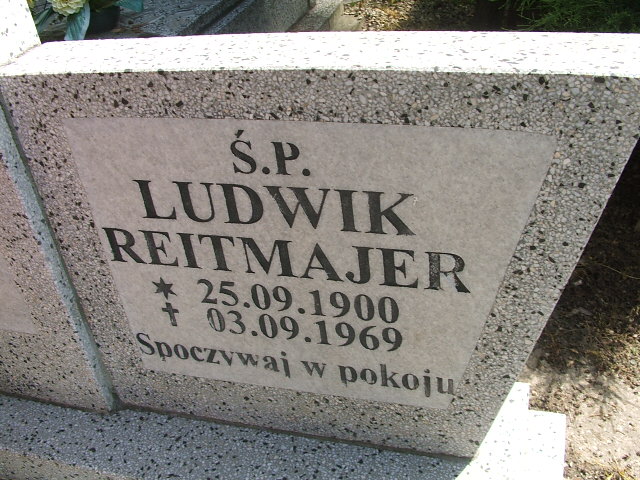 Ś.P.
LUDWIK
REITMAJER
* 25.09.1900
† 03.09.1969
Spoczywaj w pokoju